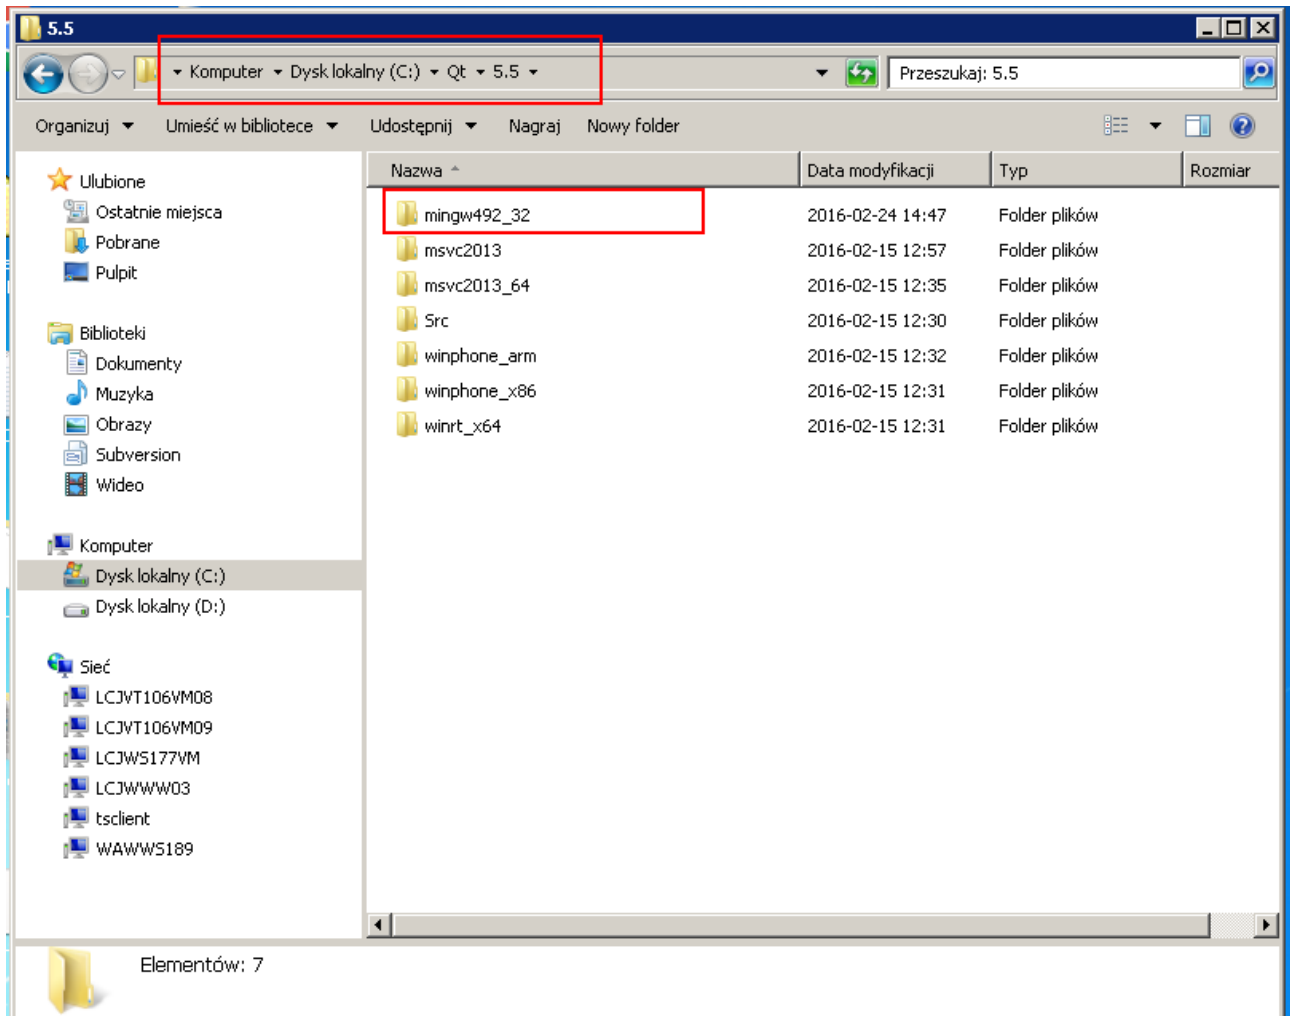 5.5
Komputer Dysk lokalny (C:) Qt 5.5
Przeszukaj: 5.5
Organizuj Umieść w bibliotece Udostępnij Nagraj Nowy folder
Ulubione
Ostatnie miejsca
Pobrane
Pulpit
Biblioteki
Dokumenty
Muzyka
Obrazy
Subversion
Wideo
Komputer
Dysk lokalny (C:)
Dysk lokalny (D:)
Sieć
LCJVT106VM08
LCJVT106VM09
LCJWS177VM
LCJWWW03
tsclient
WAWWS189
Nazwa Data modyfikacji Typ Rozmiar
mingw492_32 2016-02-24 14:47 Folder plików
msvc2013 2016-02-15 12:57 Folder plików
msvc2013_64 2016-02-15 12:35 Folder plików
Src 2016-02-15 12:30 Folder plików
winphone_arm 2016-02-15 12:32 Folder plików
winphone_x86 2016-02-15 12:31 Folder plików
winrt_x64 2016-02-15 12:31 Folder plików
Elementów: 7